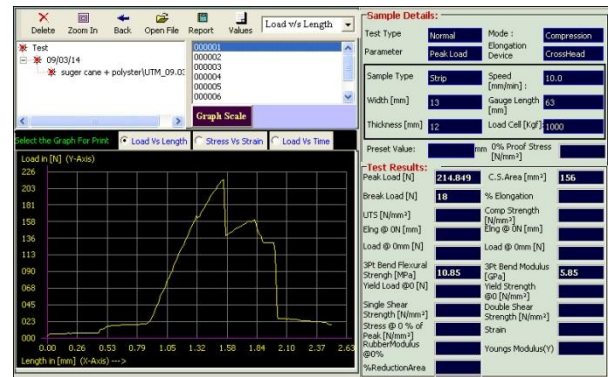 Delete Zoom In Back Open File Report Values Load v/s Length
Test
09/03/14
suger cane + polyster\UTM_09.03
000001
000002
000003
000004
000005
000006
Graph Scale
Select the Graph For Print Load Vs Length Stress Vs Strain Load Vs Time
Load in [N] (Y-Axis)
226
203
181
158
136
113
090
068
045
023
000
0.00 0.26 0.53 0.79 1.05 1.32 1.58 1.84 2.10 2.37 2.63
Length in [mm] (X-Axis) --->
Sample Details:
Test Type Normal Mode : Compression
Parameter Peak Load Elongation Device CrossHead
Sample Type Strip Speed [mm/min] : 10.0
Width [mm] 13 Gauge Length [mm] 63
Thickness [mm] 12 Load Cell [Kgf]: 1000
Preset Value: mm 0% Proof Stress [N/mm²]
Test Results:
Peak Load [N] 214.849 C.S.Area [mm²] 156
Break Load [N] 18 % Elongation
UTS [N/mm²] Comp Strength [N/mm²]
Elng @ 0N [mm] Elng @ 0N [mm]
Load @ 0mm [N] Load @ 0mm [N]
3Pt Bend Flexural Strengh [MPa] 10.85 3Pt Bend Modulus [GPa] 5.85
Yield Load @0 [N] Yield Strength @0 [N/mm²]
Single Shear Strength [N/mm²] Double Shear Strength [N/mm²]
Stress @ 0 % of Peak [N/mm²] Strain
RubberModulus @0% Youngs Modulus(Y)
%ReductionArea